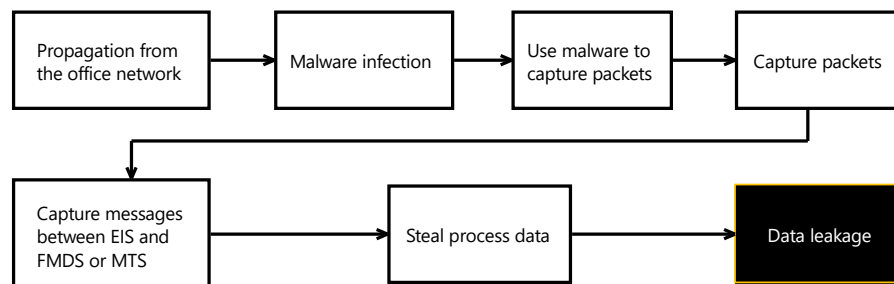 Propagation from
the office network
Malware infection
Use malware to
capture packets
Capture packets
Capture messages
between EIS and
FMDS or MTS
Steal process data
Data leakage